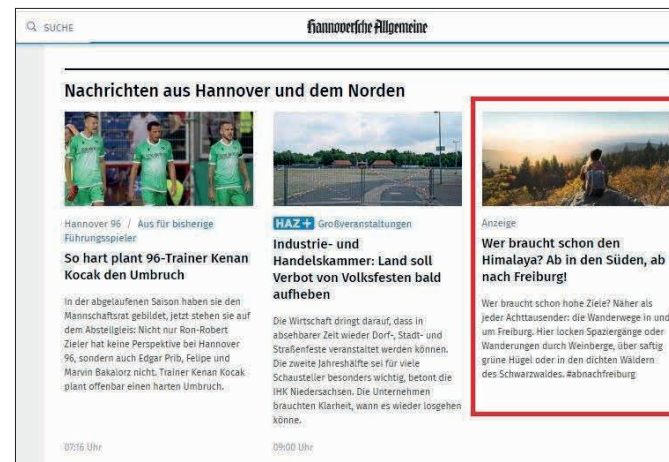 SUCHE
Hannoversche Allgemeine
Nachrichten aus Hannover und dem Norden
Hannover 96 / Aus für bisherige
Führungsspieler
So hart plant 96-Trainer Kenan
Kocak den Umbruch
In der abgelaufenen Saison haben sie den
Mannschaftsrat gebildet, jetzt stehen sie auf
dem Abstellgleis: Nicht nur Ron-Robert
Zieler hat keine Perspektive bei Hannover
96, sondern auch Edgar Prib, Felipe und
Marvin Bakalorz nicht. Trainer Kenan Kocak
plant offenbar einen harten Umbruch.
07:16 Uhr
HAZ+ Großveranstaltungen
Industrie- und
Handelskammer: Land soll
Verbot von Volksfesten bald
aufheben
Die Wirtschaft dringt darauf, dass in
absehbarer Zeit wieder Dorf-, Stadt- und
Straßenfeste veranstaltet werden können.
Die zweite Jahreshälfte sei für viele
Schausteller besonders wichtig, betont die
IHK Niedersachsen. Die Unternehmen
brauchten Klarheit, wann es wieder losgehen
könne.
09:00 Uhr
Anzeige
Wer braucht schon den
Himalaya? Ab in den Süden, ab
nach Freiburg!
Wer braucht schon hohe Ziele? Näher als
jeder Achttausender: die Wanderwege in und
um Freiburg. Hier locken Spaziergänge oder
Wanderungen durch Weinberge, über saftig
grüne Hügel oder in den dichten Wäldern
des Schwarzwaldes. #abnachfreiburg